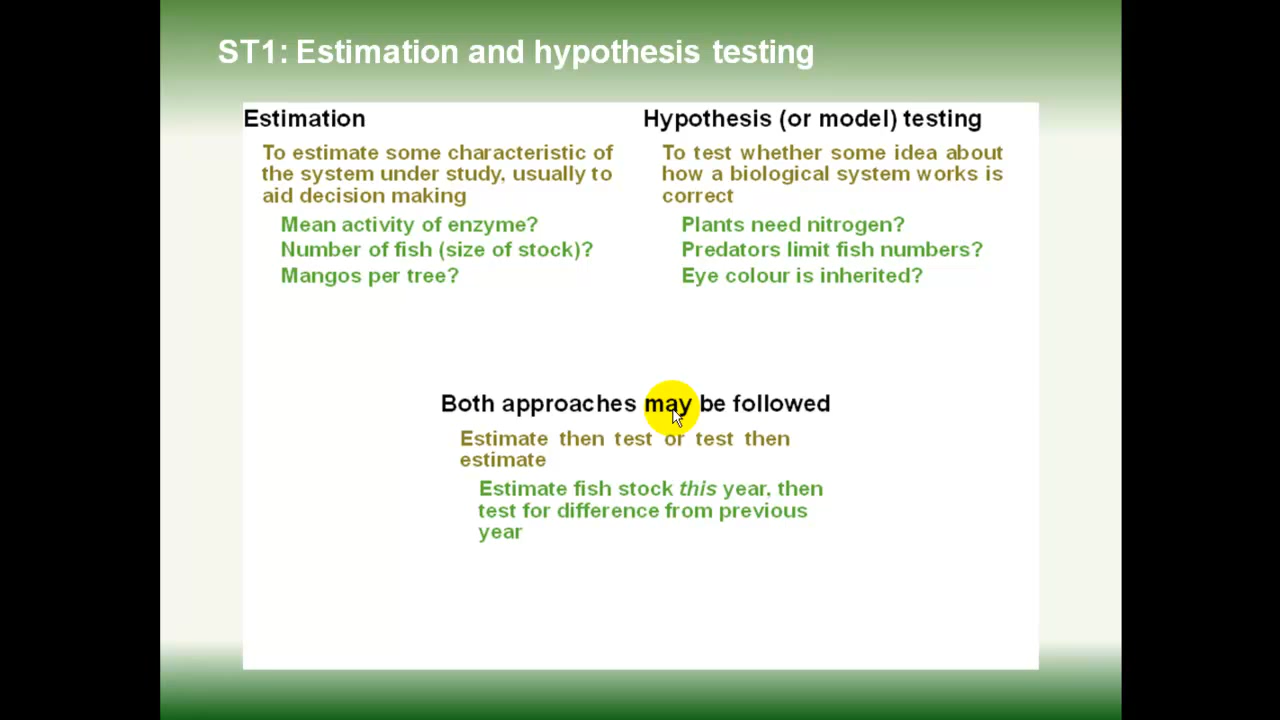 ST1: Estimation and hypothesis testing
Estimation
To estimate some characteristic of
the system under study, usually to
aid decision making
Mean activity of enzyme?
Number of fish (size of stock)?
Mangos per tree?
Hypothesis (or model) testing
To test whether some idea about
how a biological system works is
correct
Plants need nitrogen?
Predators limit fish numbers?
Eye colour is inherited?
Both approaches may be followed
Estimate then test or test then
estimate
Estimate fish stock this year, then
test for difference from previous
year